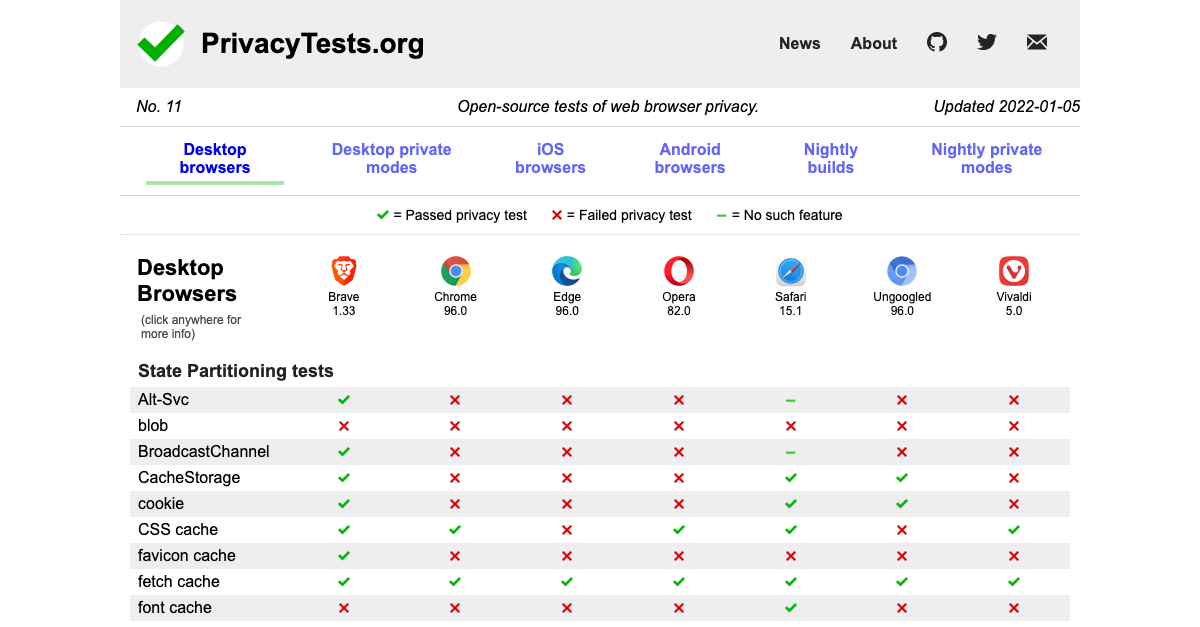 PrivacyTests.org
News About
No. 11 Open-source tests of web browser privacy. Updated 2022-01-05
Desktop browsers Desktop private modes iOS browsers Android browsers Nightly builds Nightly private modes
= Passed privacy test = Failed privacy test = No such feature
Desktop
Browsers
(click anywhere for
more info)
Brave Chrome Edge Opera Safari Ungoogled Vivaldi
1.33 96.0 96.0 82.0 15.1 96.0 5.0
State Partitioning tests
Alt-Svc
blob
BroadcastChannel
CacheStorage
cookie
CSS cache
favicon cache
fetch cache
font cache